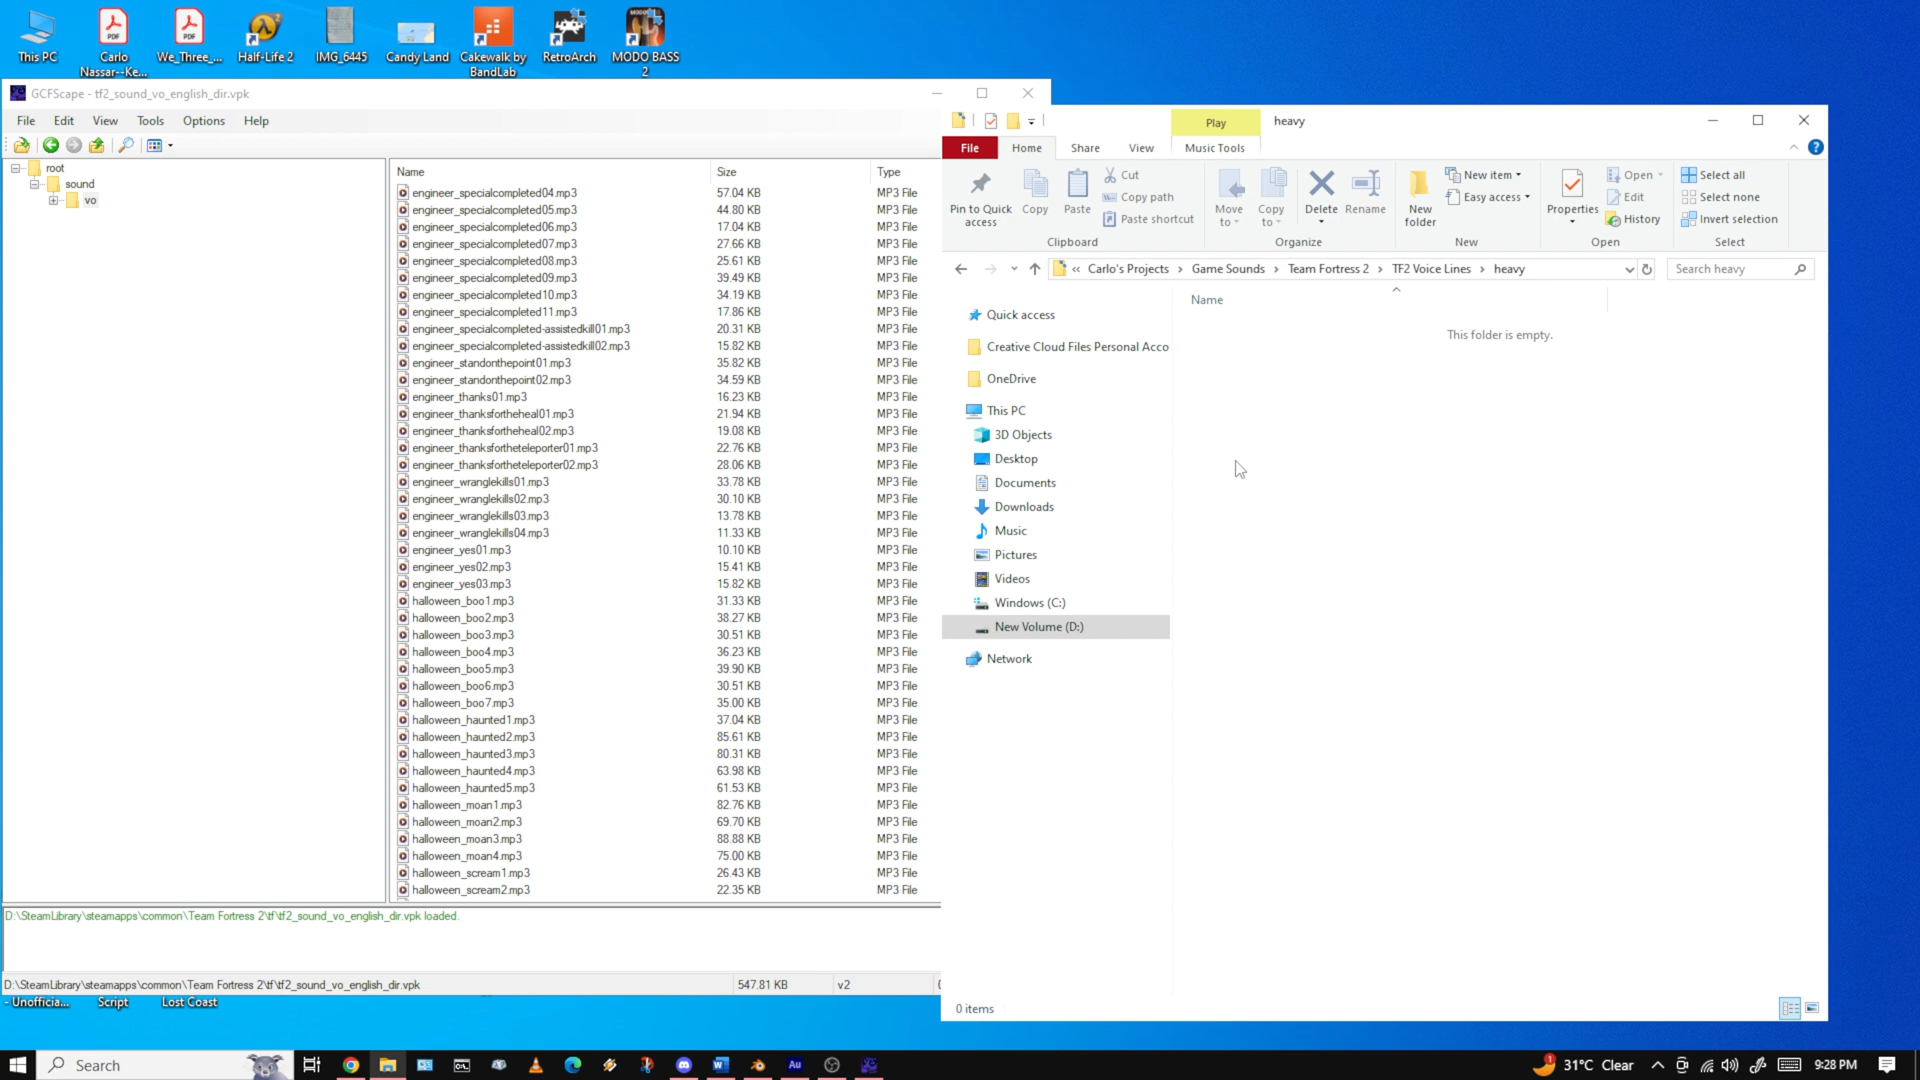 This PC
Carlo Nassar--Ke...
We_Three_...
Half-Life 2
IMG_6445
Candy Land
Cakewalk by BandLab
RetroArch
MODO BASS 2
GCFScape - tf2_sound_vo_english_dir.vpk
File Edit View Tools Options Help
root
sound
vo
Name Size Type
engineer_specialcompleted04.mp3 57.04 KB MP3 File
engineer_specialcompleted05.mp3 44.80 KB MP3 File
engineer_specialcompleted06.mp3 17.04 KB MP3 File
engineer_specialcompleted07.mp3 27.66 KB MP3 File
engineer_specialcompleted08.mp3 25.61 KB MP3 File
engineer_specialcompleted09.mp3 39.49 KB MP3 File
engineer_specialcompleted10.mp3 34.19 KB MP3 File
engineer_specialcompleted11.mp3 17.86 KB MP3 File
engineer_specialcompleted-assistedkill01.mp3 20.31 KB MP3 File
engineer_specialcompleted-assistedkill02.mp3 15.82 KB MP3 File
engineer_standonthepoint01.mp3 35.82 KB MP3 File
engineer_standonthepoint02.mp3 34.59 KB MP3 File
engineer_thanks01.mp3 16.23 KB MP3 File
engineer_thanksfortheheal01.mp3 21.94 KB MP3 File
engineer_thanksfortheheal02.mp3 19.08 KB MP3 File
engineer_thanksfortheteleporter01.mp3 22.76 KB MP3 File
engineer_thanksfortheteleporter02.mp3 28.06 KB MP3 File
engineer_wranglekills01.mp3 33.78 KB MP3 File
engineer_wranglekills02.mp3 30.10 KB MP3 File
engineer_wranglekills03.mp3 13.78 KB MP3 File
engineer_wranglekills04.mp3 11.33 KB MP3 File
engineer_yes01.mp3 10.10 KB MP3 File
engineer_yes02.mp3 15.41 KB MP3 File
engineer_yes03.mp3 15.82 KB MP3 File
halloween_boo1.mp3 31.33 KB MP3 File
halloween_boo2.mp3 38.27 KB MP3 File
halloween_boo3.mp3 30.51 KB MP3 File
halloween_boo4.mp3 36.23 KB MP3 File
halloween_boo5.mp3 39.90 KB MP3 File
halloween_boo6.mp3 30.51 KB MP3 File
halloween_boo7.mp3 35.00 KB MP3 File
halloween_haunted1.mp3 37.04 KB MP3 File
halloween_haunted2.mp3 85.61 KB MP3 File
halloween_haunted3.mp3 80.31 KB MP3 File
halloween_haunted4.mp3 63.98 KB MP3 File
halloween_haunted5.mp3 61.53 KB MP3 File
halloween_moan1.mp3 82.76 KB MP3 File
halloween_moan2.mp3 69.70 KB MP3 File
halloween_moan3.mp3 88.88 KB MP3 File
halloween_moan4.mp3 75.00 KB MP3 File
halloween_scream1.mp3 26.43 KB MP3 File
halloween_scream2.mp3 22.35 KB MP3 File
D:\SteamLibrary\steamapps\common\Team Fortress 2\tf\tf2_sound_vo_english_dir.vpk loaded.
D:\SteamLibrary\steamapps\common\Team Fortress 2\tf\tf2_sound_vo_english_dir.vpk 547.81 KB v2
- Unofficia...
Script
Lost Coast
Play heavy
File Home Share View Music Tools
Pin to Quick access
Copy
Paste
Cut
Copy path
Paste shortcut
Clipboard
Move to
Copy to
Delete
Rename
Organize
New folder
New item
Easy access
New
Properties
Open
Edit
History
Open
Select all
Select none
Invert selection
Select
« Carlo's Projects › Game Sounds › Team Fortress 2 › TF2 Voice Lines › heavy
Search heavy
Name
This folder is empty.
Quick access
Creative Cloud Files Personal Acco
OneDrive
This PC
3D Objects
Desktop
Documents
Downloads
Music
Pictures
Videos
Windows (C:)
New Volume (D:)
Network
0 items
Search
Au
1
31°C Clear
9:28 PM